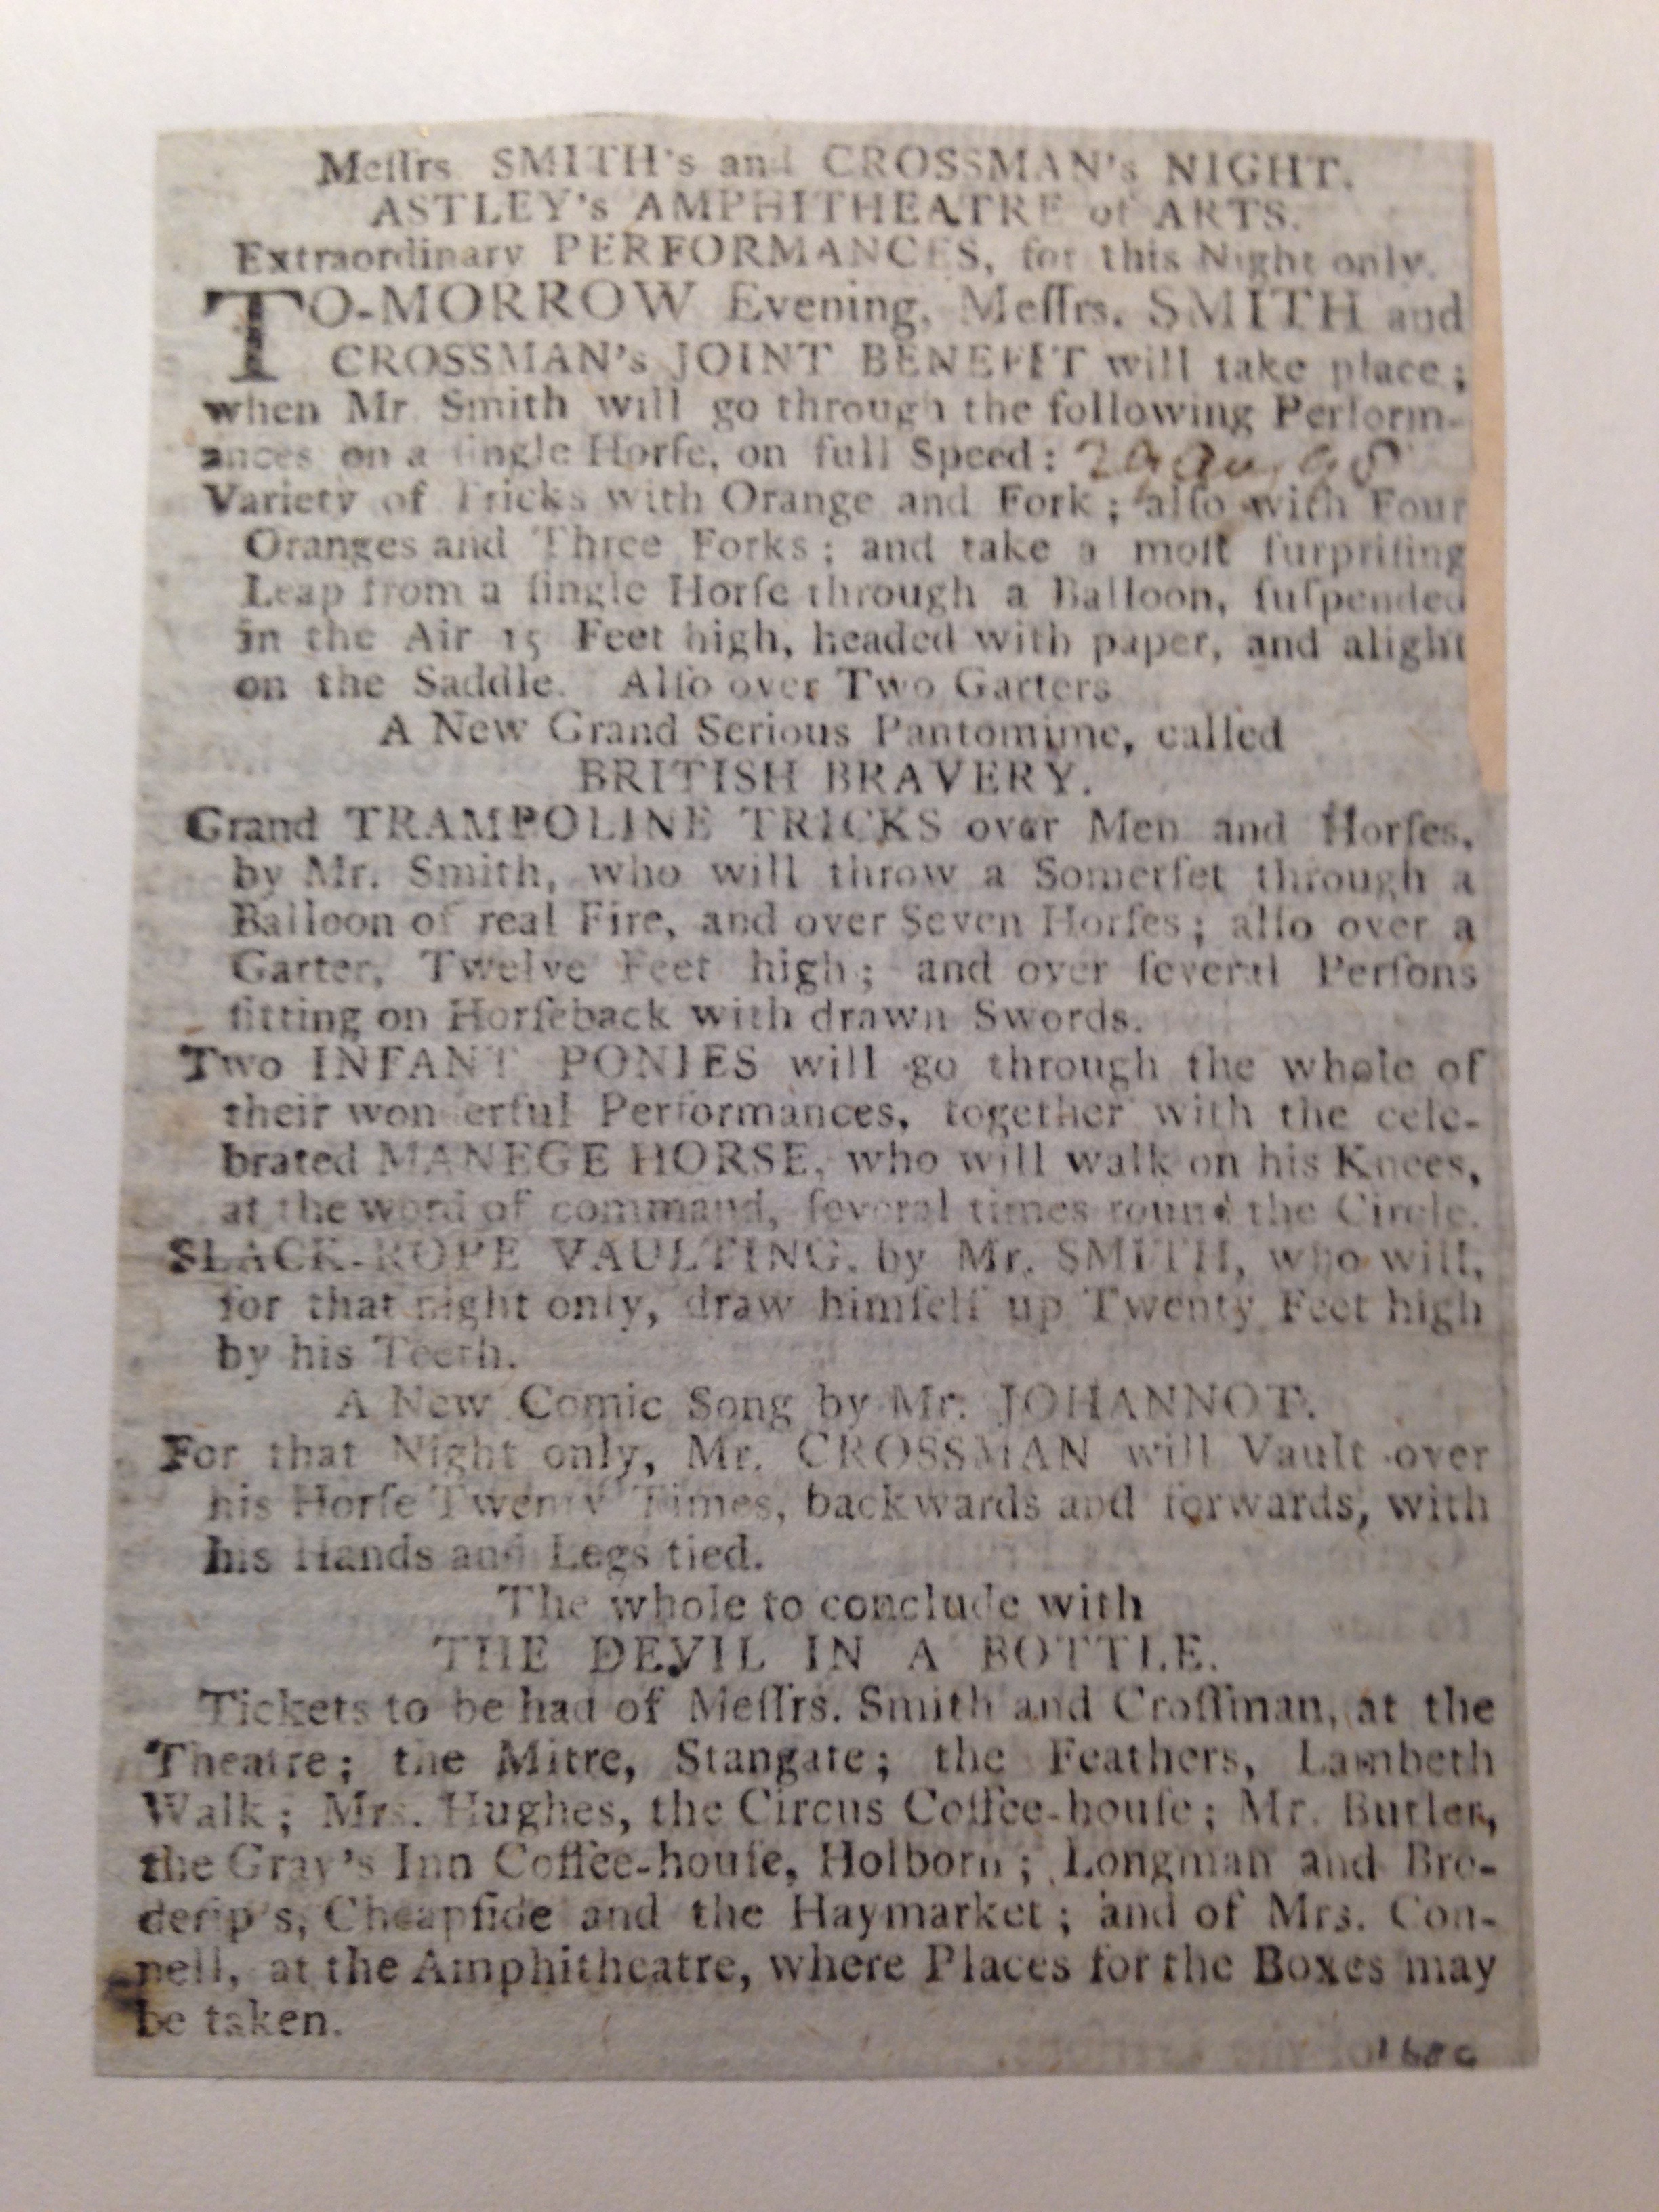 Meſſrs SMITH's and CROSSMAN's NIGHT.
ASTLEY's AMPHITHEATRE of ARTS.
Extraordinary PERFORMANCES, for this Night only.
TO-MORROW Evening, Meſſrs. SMITH and
CROSSMAN's JOINT BENEFIT will take place;
when Mr Smith will go through the following Perform-
ances on a ſingle Horſe, on full Speed:
Variety of Tricks with Orange and Fork; alſo with Four
Oranges and Three Forks; and take a moſt ſurpriſing
Leap from a ſingle Horſe through a Balloon, ſuſpended
in the Air 15 Feet high, headed with paper, and alight
on the Saddle. Alſo over Two Garters
A New Grand Serious Pantomime, called
BRITISH BRAVERY.
Grand TRAMPOLINE TRICKS over Men and Horſes,
by Mr. Smith, who will throw a Somerſet through a
Balloon of real Fire, and over Seven Horſes; alſo over a
Garter, Twelve Feet high; and over ſeveral Perſons
ſitting on Horſeback with drawn Swords.
Two INFANT PONIES will go through the whole of
their wonderful Performances, together with the cele-
brated MANEGE HORSE, who will walk on his Knees,
at the word of command, ſeveral times round the Circle.
SLACK-ROPE VAULTING, by Mr. SMITH, who will,
for that night only, draw himſelf up Twenty Feet high
by his Teeth.
A New Comic Song by Mr. JOHANNOT.
For that Night only, Mr. CROSSMAN will Vault over
his Horſe Twenty Times, backwards and forwards, with
his Hands and Legs tied.
The whole to conclude with
THE DEVIL IN A BOTTLE.
Tickets to be had of Meſſrs. Smith and Croſſman, at the
Theatre; the Mitre, Stangate; the Feathers, Lambeth
Walk; Mrs. Hughes, the Circus Coffee-houſe; Mr. Butler,
the Gray's Inn Coffee-houſe, Holborn; Longman and Bro-
derip's, Cheapſide and the Haymarket; and of Mrs. Con-
nell, at the Amphitheatre, where Places for the Boxes may
be taken.